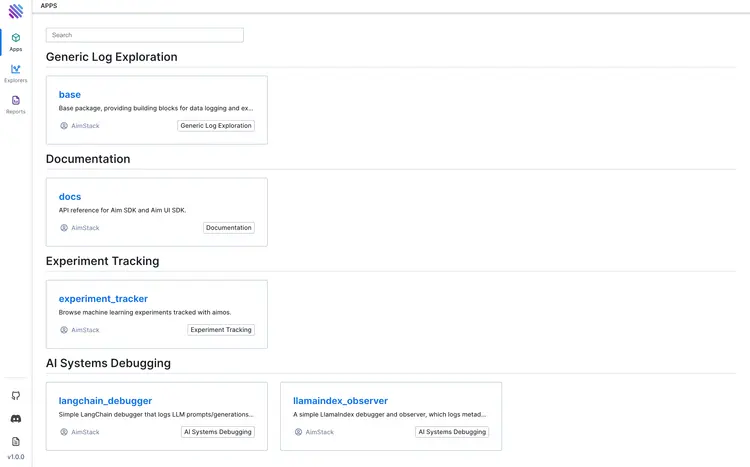 APPS
Apps
Explorers
Reports
v1.0.0
Search
Generic Log Exploration
base
Base package, providing building blocks for data logging and ex...
AimStack
Generic Log Exploration
Documentation
docs
API reference for Aim SDK and Aim UI SDK.
AimStack
Documentation
Experiment Tracking
experiment_tracker
Browse machine learning experiments tracked with aimos.
AimStack
Experiment Tracking
AI Systems Debugging
langchain_debugger
Simple LangChain debugger that logs LLM prompts/generations...
AimStack
AI Systems Debugging
llamaindex_observer
A simple LlamaIndex debugger and observer, which logs metad...
AimStack
AI Systems Debugging